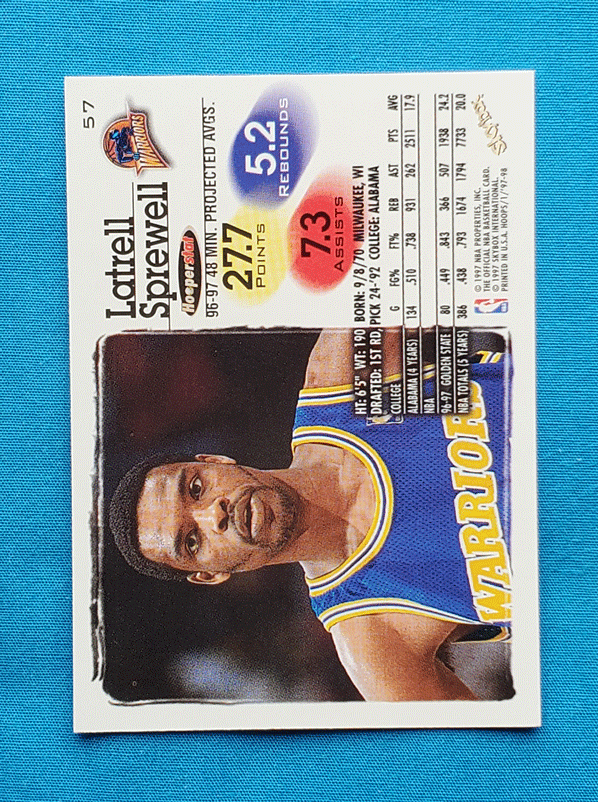 57
WARRIORS
Latrell
Sprewell
Hooperstat
96-97 48 MIN. PROJECTED AVGS.
27.7
POINTS
5.2
REBOUNDS
7.3
ASSISTS
HT: 6'5" WT: 190 BORN: 9/8/70 MILWAUKEE, WI
DRAFTED: 1ST RD, PICK 24-'92 COLLEGE: ALABAMA
COLLEGE G FG% FT% REB AST PTS AVG
ALABAMA (4 YEARS) 134 .510 .738 931 262 2511 17.9
NBA
96-97 GOLDEN STATE 80 .449 .843 366 507 1938 24.2
NBA TOTALS (5 YEARS) 386 .438 .793 1674 1794 7733 20.0
© 1997 NBA PROPERTIES, INC.
THE OFFICIAL NBA BASKETBALL CARD.
© 1997 SKYBOX INTERNATIONAL.
PRINTED IN U.S.A. HOOPS/1/'97-98
SkyBox
WARRIORS